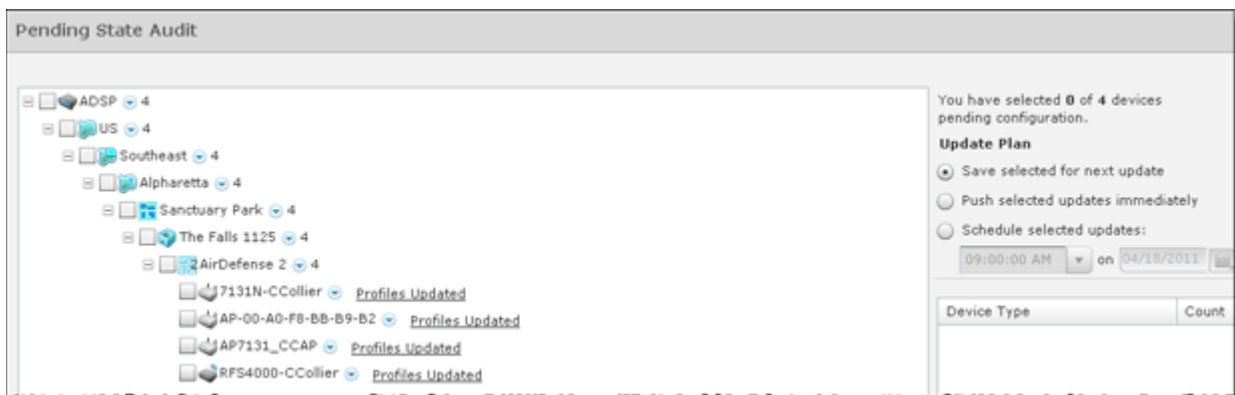 Pending State Audit
ADSP 4
US 4
Southeast 4
Alpharetta 4
Sanctuary Park 4
The Falls 1125 4
AirDefense 2 4
7131N-CCollier Profiles Updated
AP-00-A0-F8-BB-B9-B2 Profiles Updated
AP7131_CCAP Profiles Updated
RFS4000-CCollier Profiles Updated
You have selected 0 of 4 devices
pending configuration.
Update Plan
Save selected for next update
Push selected updates immediately
Schedule selected updates:
09:00:00 AM on 04/18/2011
Device Type Count